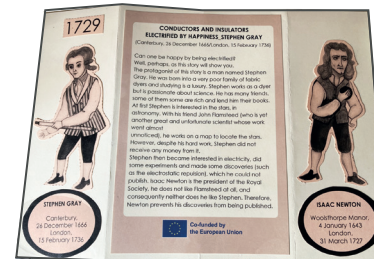 1729
CONDUCTORS AND INSULATORS
ELECTRIFIED BY HAPPINESS_STEPHEN GRAY
(Canterbury, 26 December 1666/London, 15 February 1736)
Can one be happy by being electrified?
Well, perhaps, as this story will show you.
The protagonist of this story is a man named Stephen
Gray. He was born into a very poor family of fabric
dyers and studying is a luxury. Stephen works as a dyer
but is passionate about science. He has many friends;
some of them some are rich and lend him their books.
At first Stephen is interested in the stars, in
astronomy. With his friend John Flamsteed (who is yet
another great and unfortunate scientist whose work
went almost
unnoticed), he works on a map to locate the stars.
However, despite his hard work, Stephen did not
receive any money from it.
Stephen then became interested in electricity, did
some experiments and made some discoveries (such
as the electrostatic repulsion), which he could not
publish. Isaac Newton is the president of the Royal
Society, he does not like Flamsteed at all, and
consequently neither does he like Stephen. Therefore,
Newton prevents his discoveries from being published.
Co-funded by
the European Union
STEPHEN GRAY
Canterbury,
26 December 1666
London,
15 February 1736
ISAAC NEWTON
Woolsthorpe Manor,
4 January 1643
London,
31 March 1727